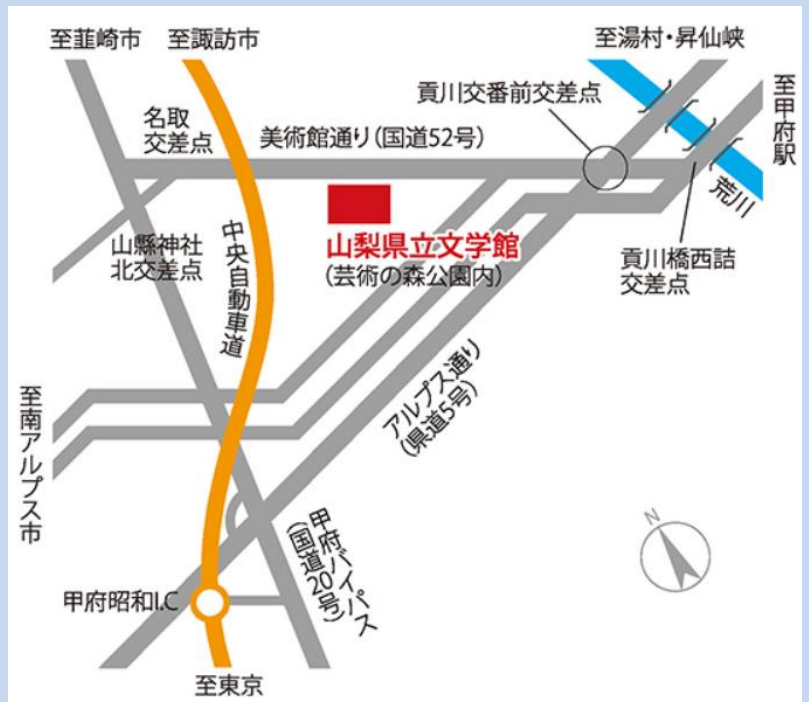 至韮崎市
至諏訪市
至湯村・昇仙峡
貢川交番前交差点
至甲府駅
名取
交差点
美術館通り(国道52号)
荒川
山梨県立文学館
(芸術の森公園内)
山縣神社
北交差点
貢川橋西詰
交差点
中央自動車道
アルプス通り
(県道5号)
至南アルプス市
甲府バイパス
(国道20号)
N
甲府昭和I.C
至東京